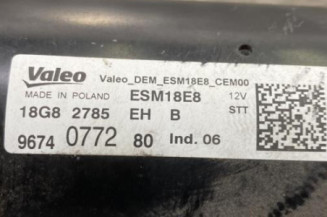 Valeo Valeo_DEM_ESM18E8_CEM00
MADE IN POLAND ESM18E8 12V
18G8 2785 EH B STT
9674 0772 80 Ind. 06